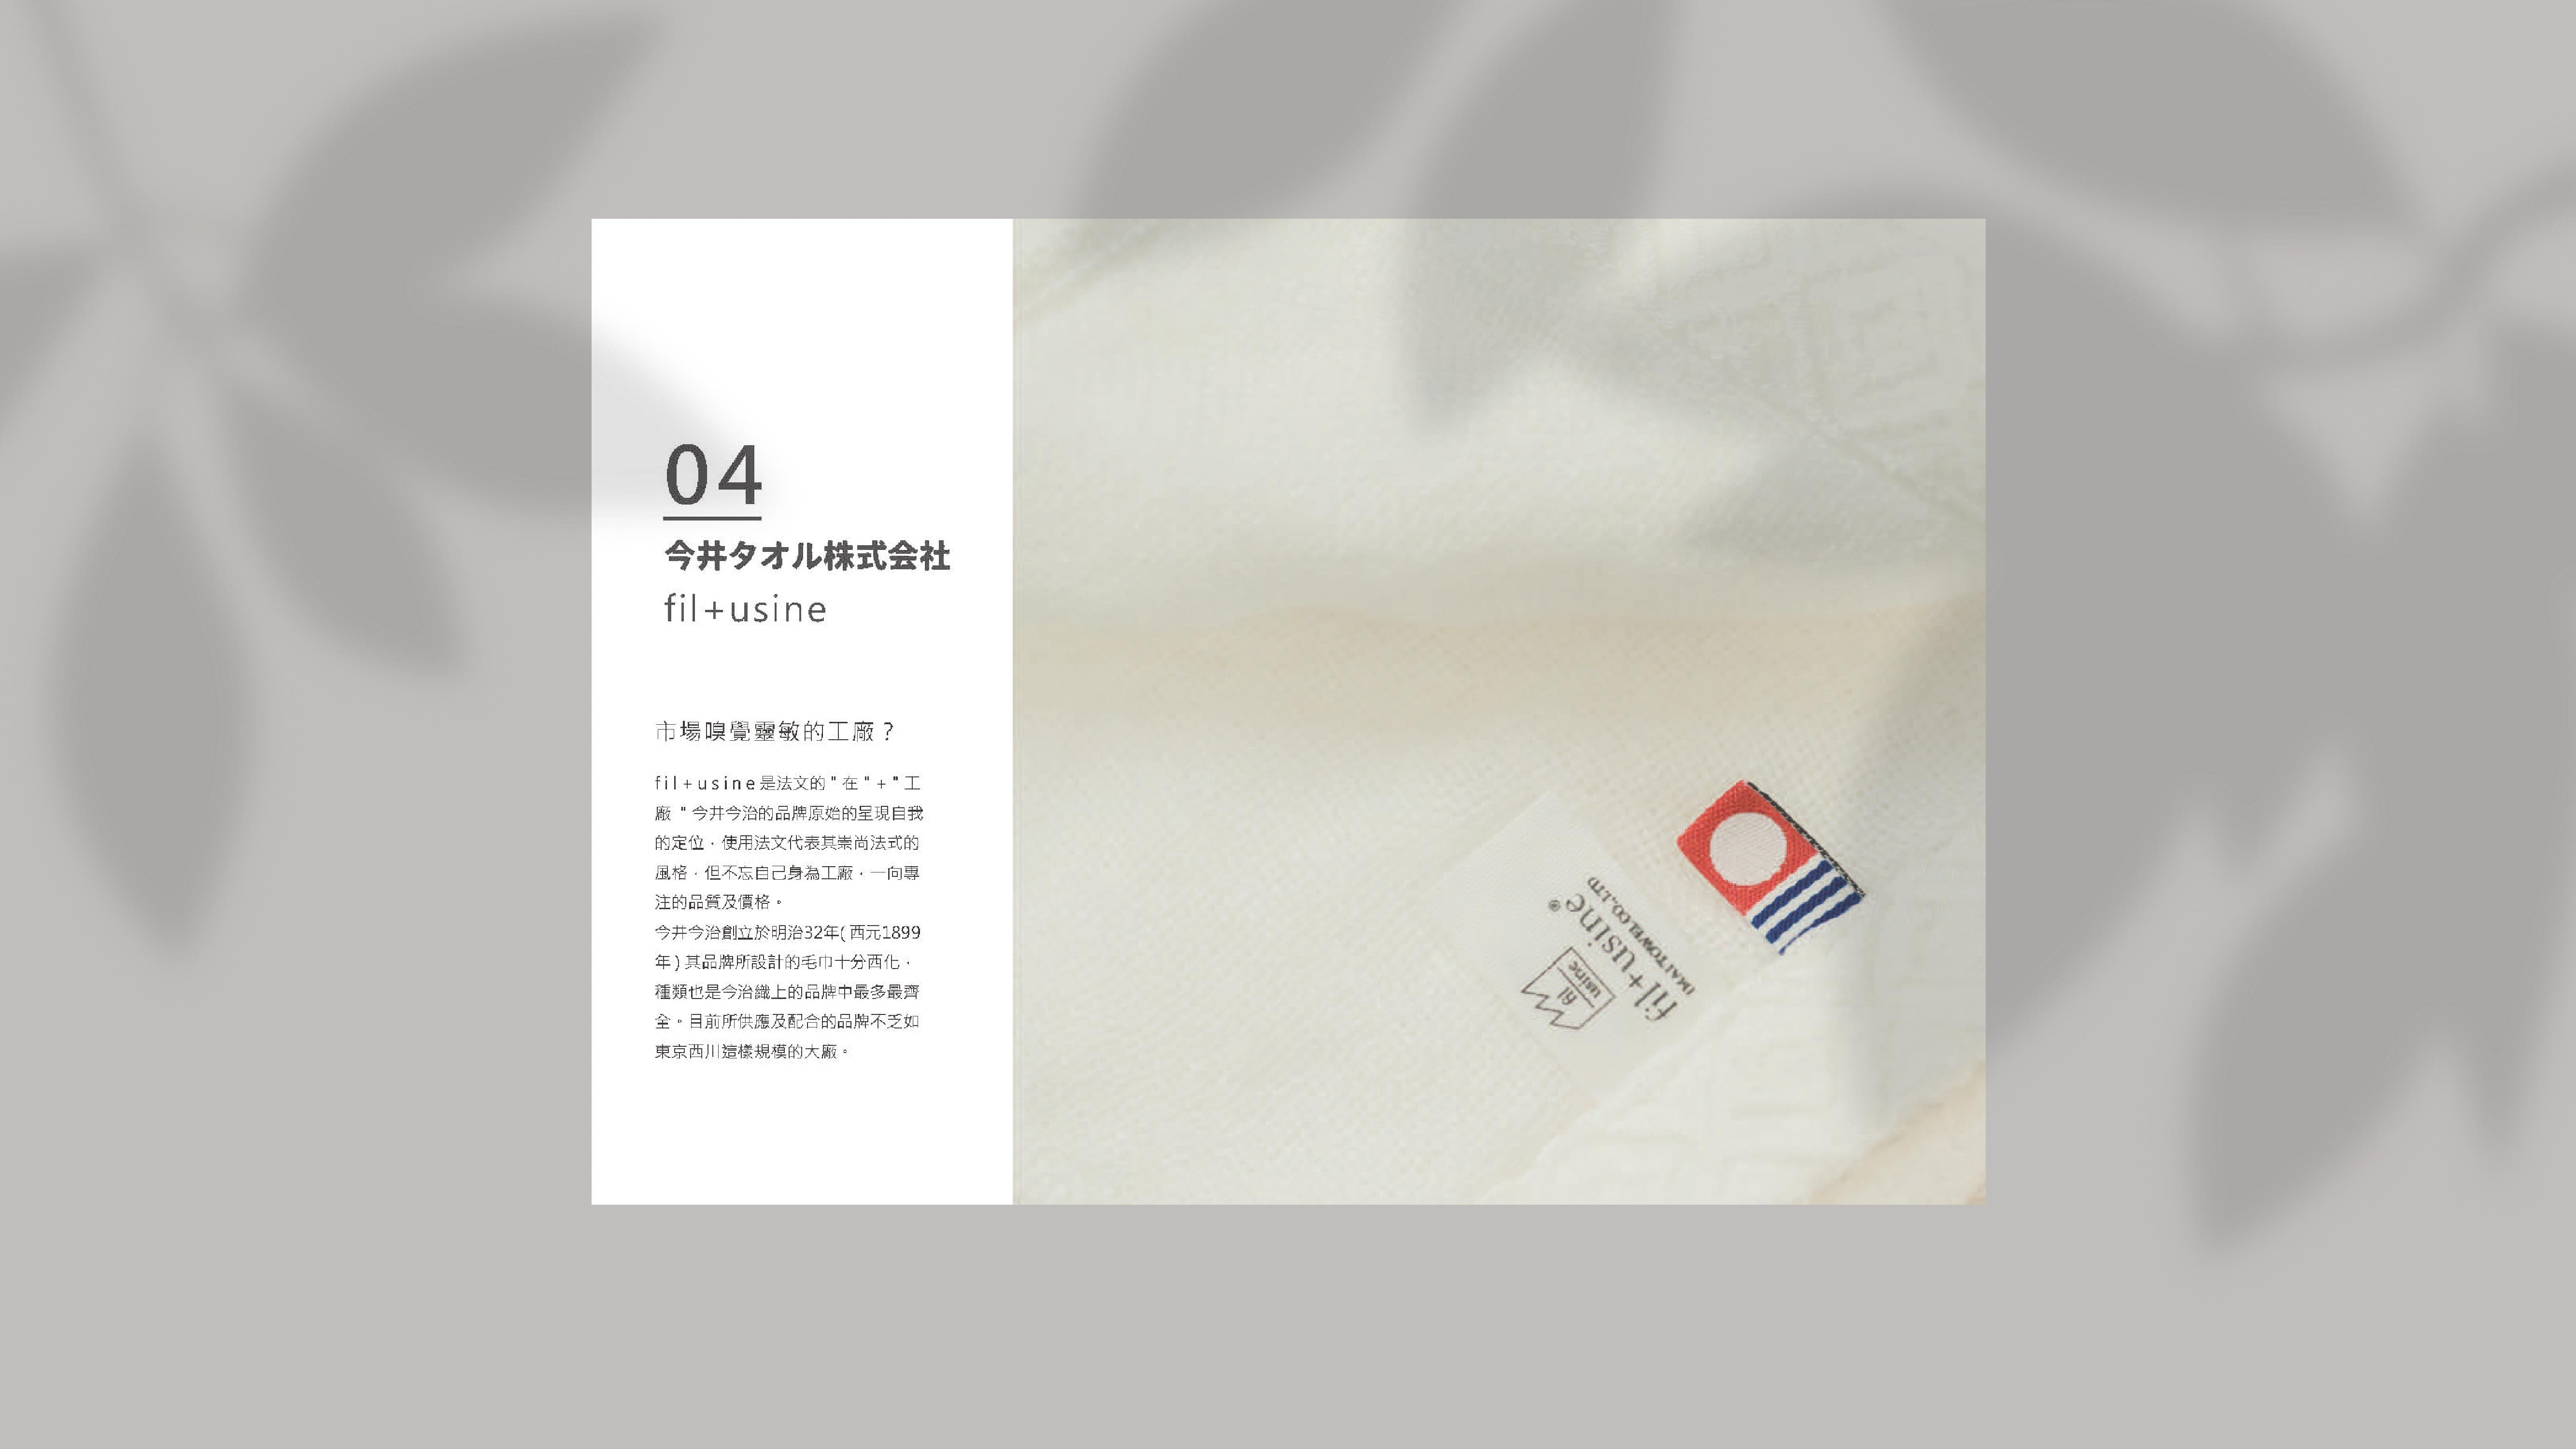 04
今井タオル株式会社
fil+usine
市場嗅覺靈敏的工廠？
fil+usine是法文的"在"+"工
廠 "今井今治的品牌原始的呈現自我
的定位，使用法文代表其崇尚法式的
風格，但不忘自己身為工廠，一向專
注的品質及價格。
今井今治創立於明治32年(西元1899
年)其品牌所設計的毛巾十分西化，
種類也是今治織上的品牌中最多最齊
全。目前所供應及配合的品牌不乏如
東京西川這樣規模的大廠。
IMAI TOWEL CO.,LTD
fil+usine®
fil
usine